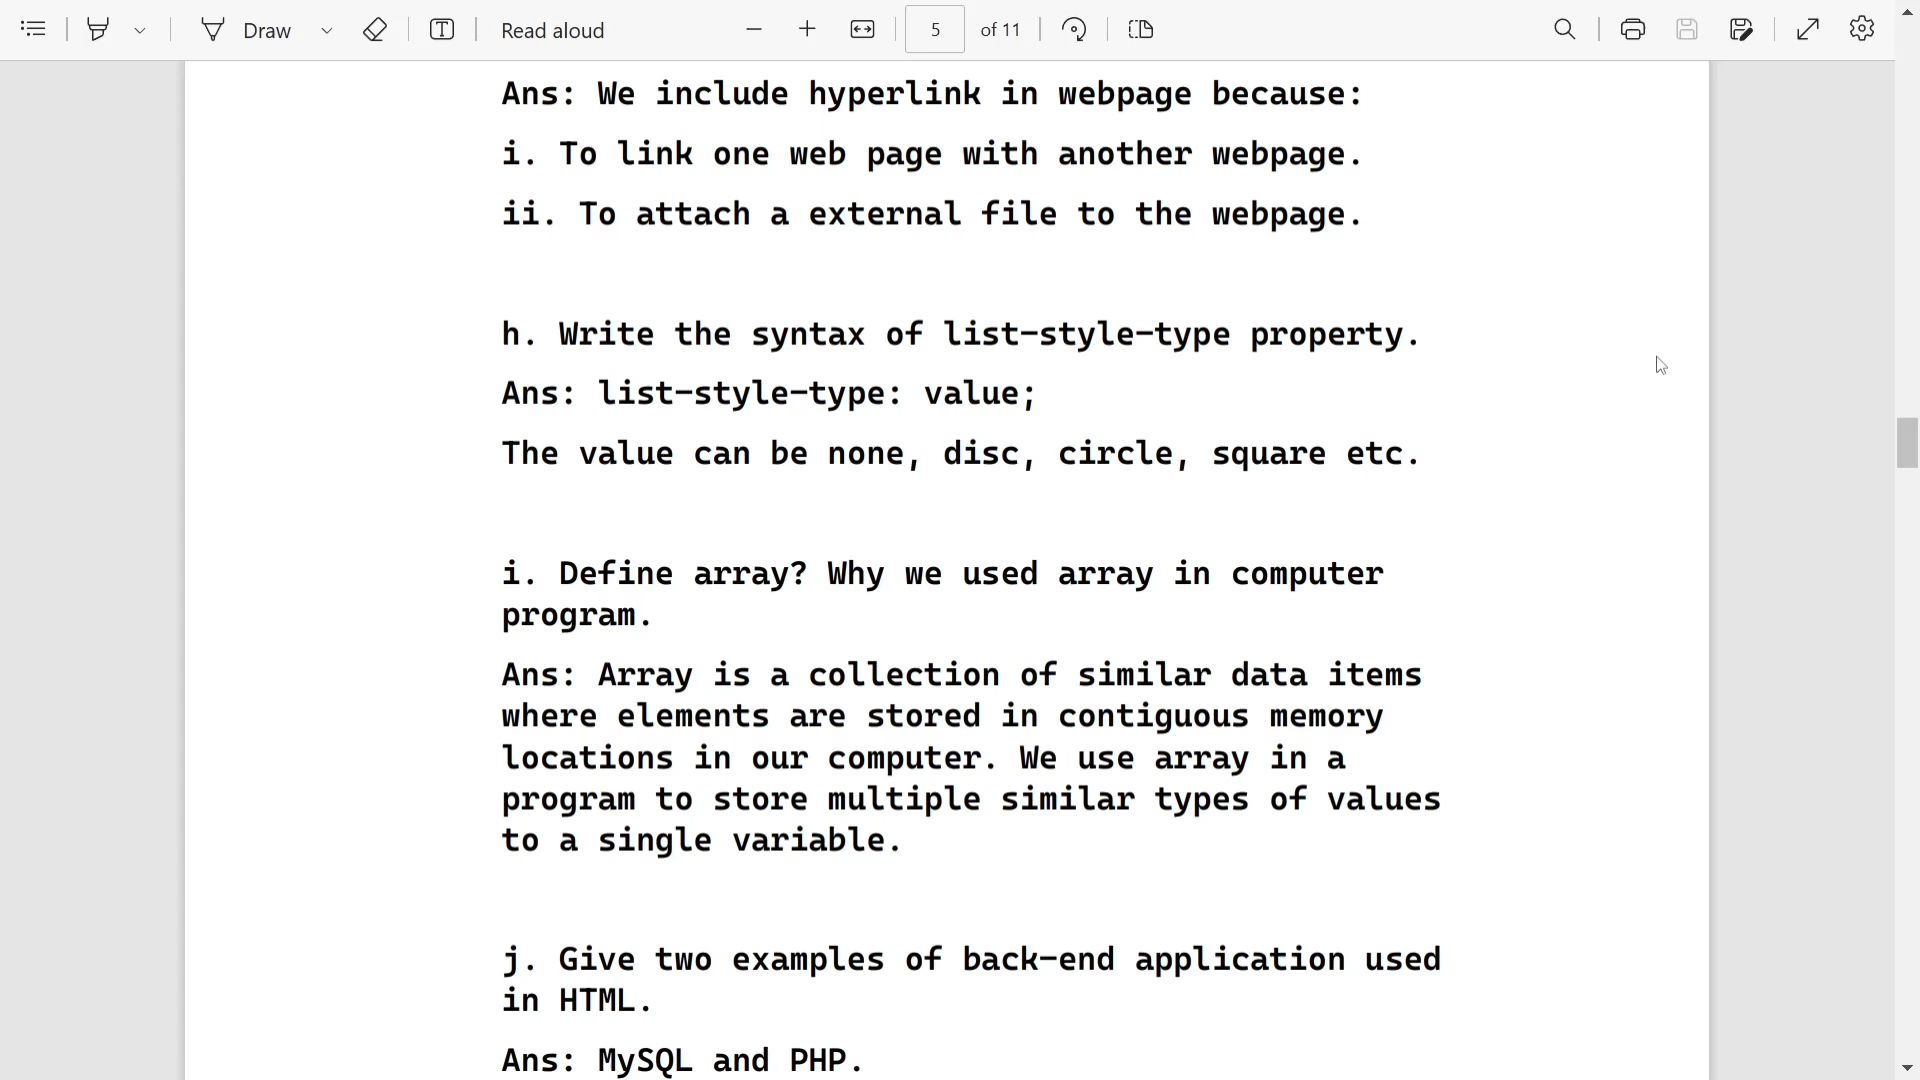 Draw
Read aloud
5
of 11
Ans: We include hyperlink in webpage because:
i. To link one web page with another webpage.
ii. To attach a external file to the webpage.
h. Write the syntax of list-style-type property.
Ans: list-style-type: value;
The value can be none, disc, circle, square etc.
i. Define array? Why we used array in computer
program.
Ans: Array is a collection of similar data items
where elements are stored in contiguous memory
locations in our computer. We use array in a
program to store multiple similar types of values
to a single variable.
j. Give two examples of back-end application used
in HTML.
Ans: MySQL and PHP.